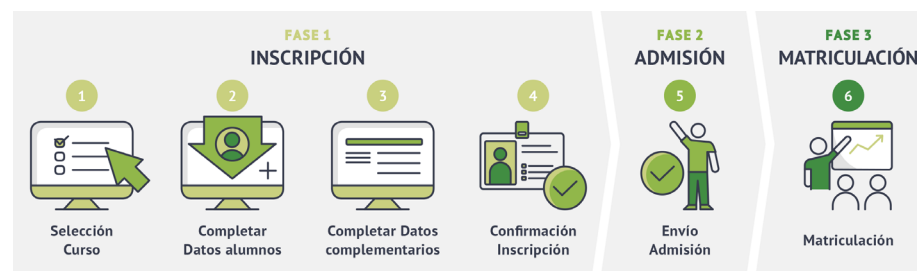 FASE 1
INSCRIPCIÓN
1
2
3
4
Selección
Curso
Completar
Datos alumnos
Completar Datos
complementarios
Confirmación
Inscripción
FASE 2
ADMISIÓN
5
Envío
Admisión
FASE 3
MATRICULACIÓN
6
Matriculación